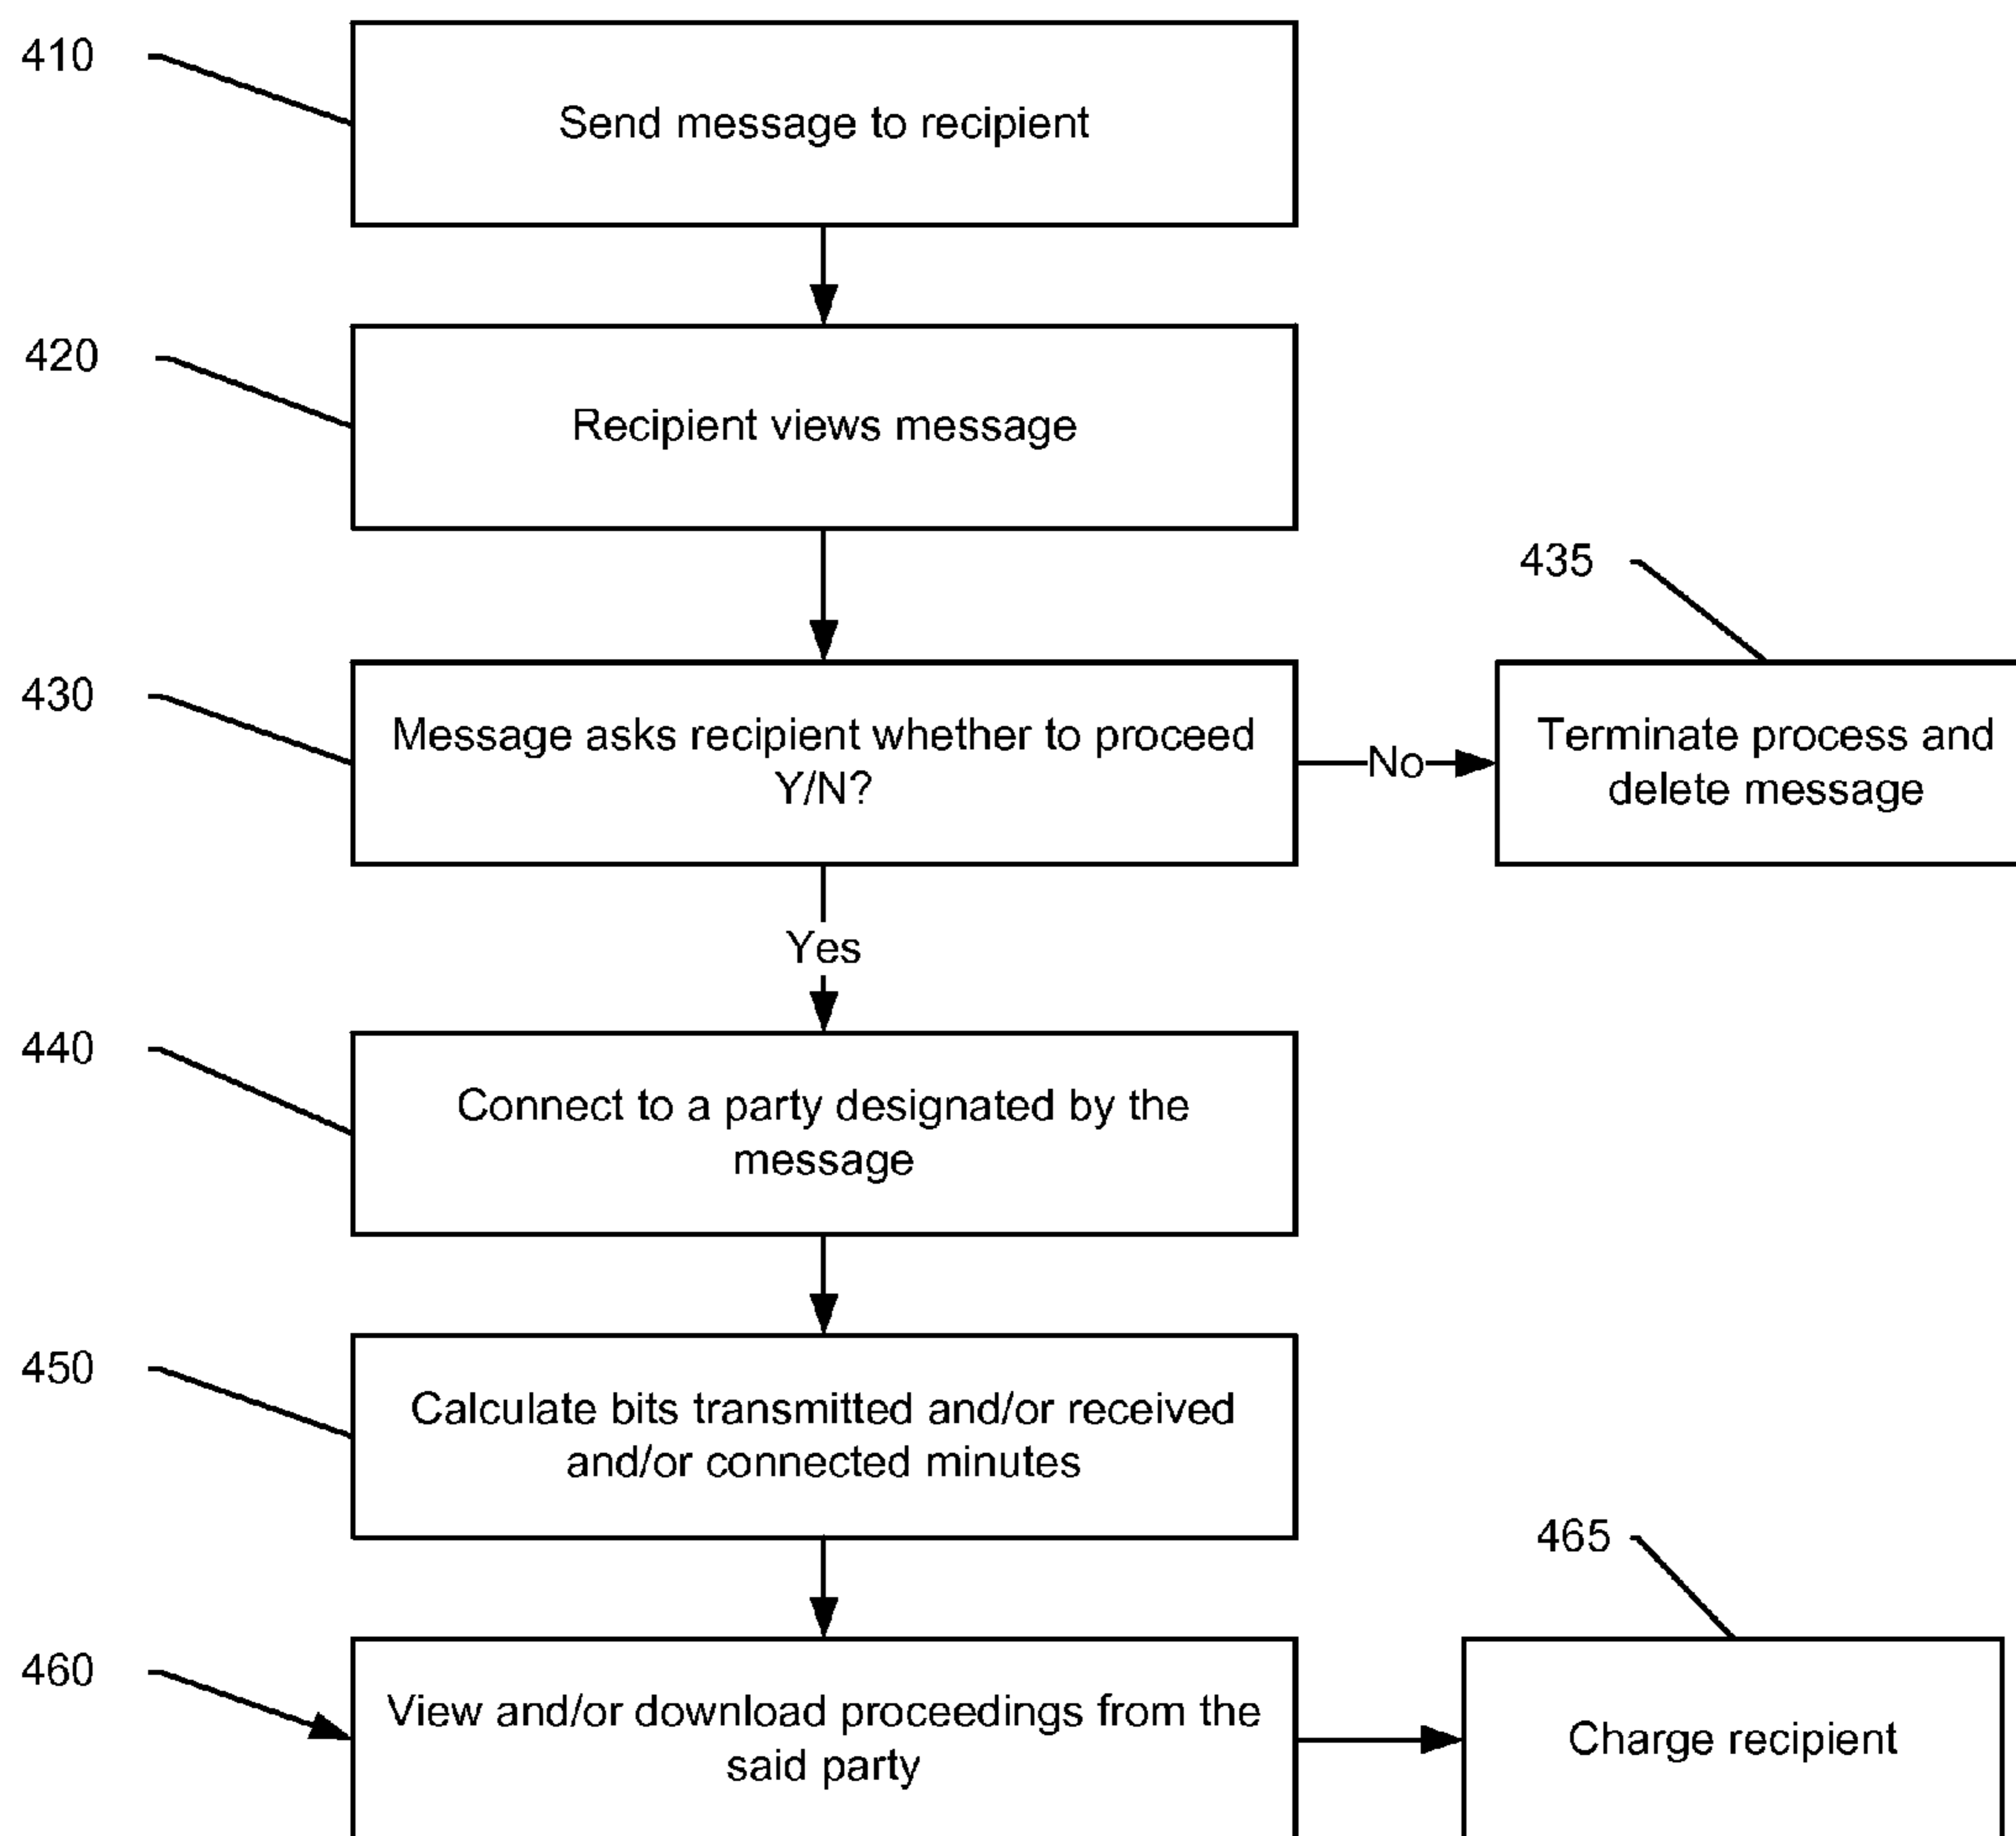 410
Send message to recipient
420
Recipient views message
435
430
Message asks recipient whether to proceed
Y/N?
No
Terminate process and
delete message
Yes
440
Connect to a party designated by the
message
450
Calculate bits transmitted and/or received
and/or connected minutes
465
460
View and/or download proceedings from the
said party
Charge recipient